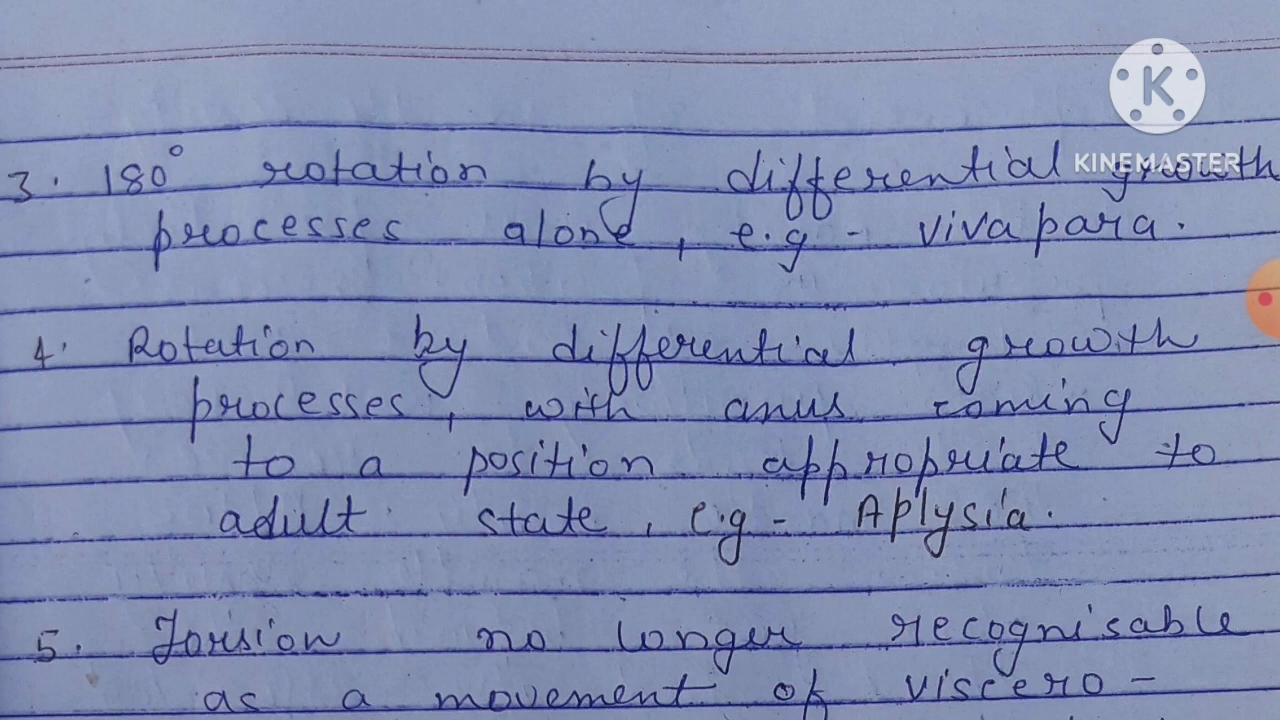 3. 180° rotation by differential growth
processes alone, e.g - vivapara.
4. Rotation by differential growth
processes, with anus coming
to a position appropriate to
adult state, e.g - Aplysia.
5. Torsion no longer recognisable
as a movement of viscero-
K
KINEMASTER